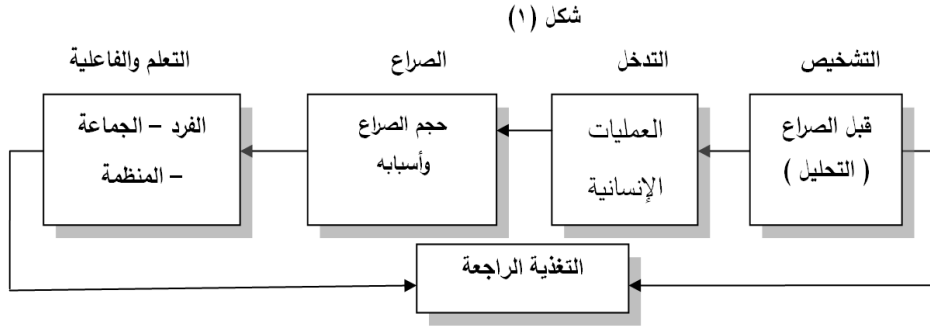 شكل (١)
التشخيص
التدخل
الصراع
التعلم والفاعلية
قبل الصراع
( التحليل )
العمليات
الإنسانية
حجم الصراع
وأسبابه
الفرد – الجماعة
– المنظمة
التغذية الراجعة